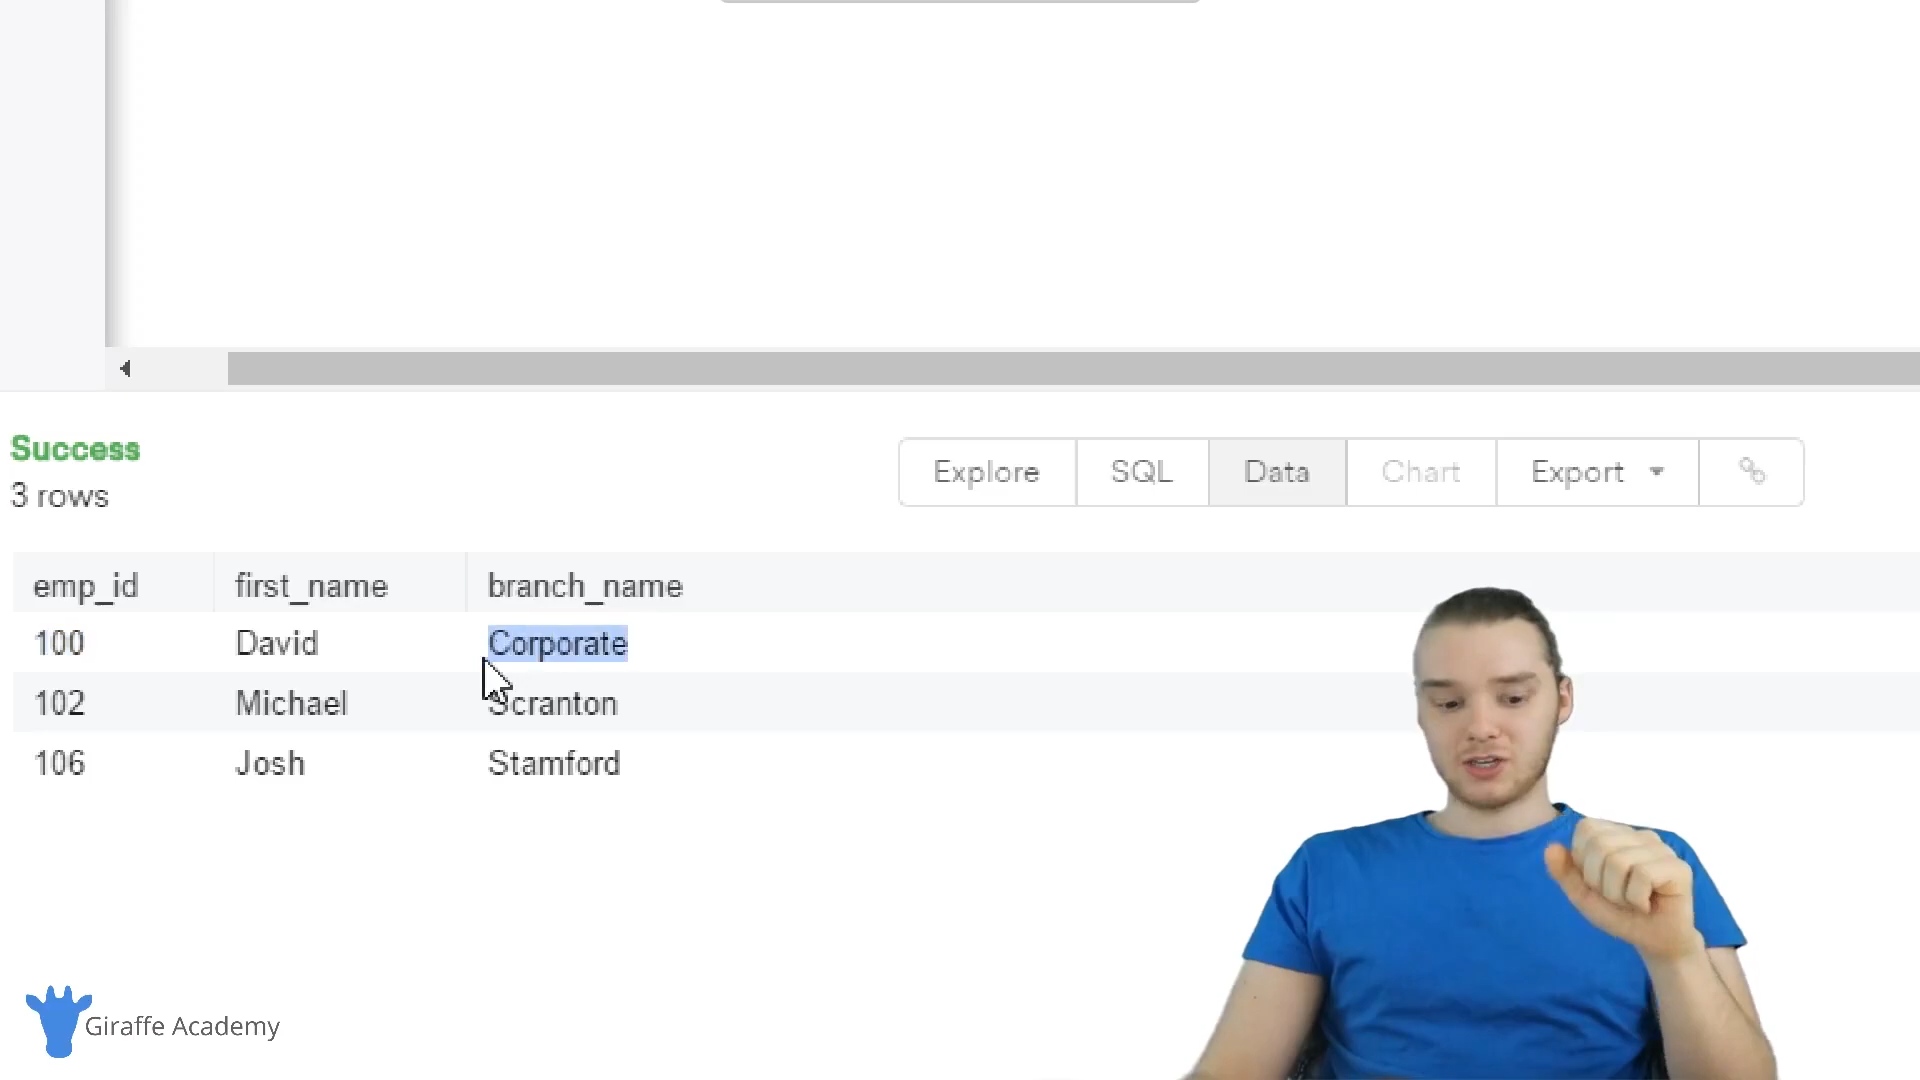 Success
3 rows
Explore SQL Data Chart Export
emp_id first_name branch_name
100 David Corporate
102 Michael Scranton
106 Josh Stamford
Giraffe Academy